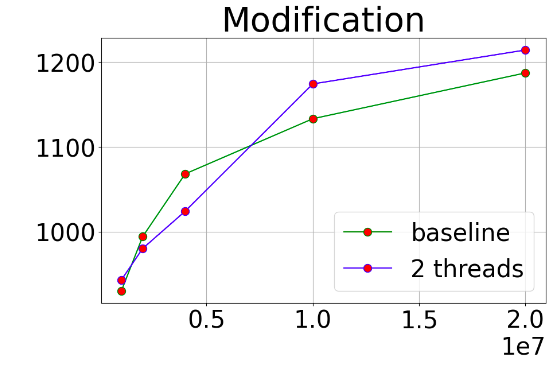 Modification
1200
1100
1000
baseline
2 threads
0.5 1.0 1.5 2.0
1e7